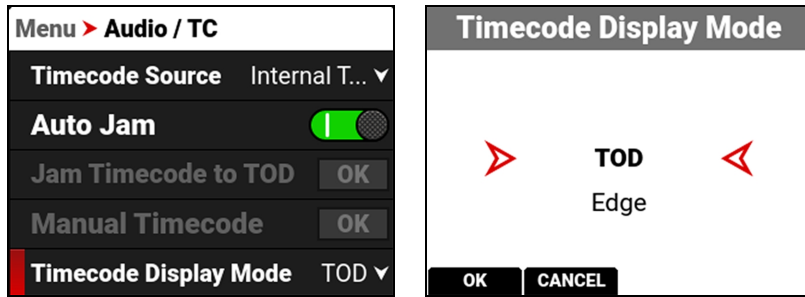 Menu > Audio / TC
Timecode Source Internal T...
Auto Jam
Jam Timecode to TOD OK
Manual Timecode OK
Timecode Display Mode TOD
Timecode Display Mode
TOD
Edge
OK CANCEL